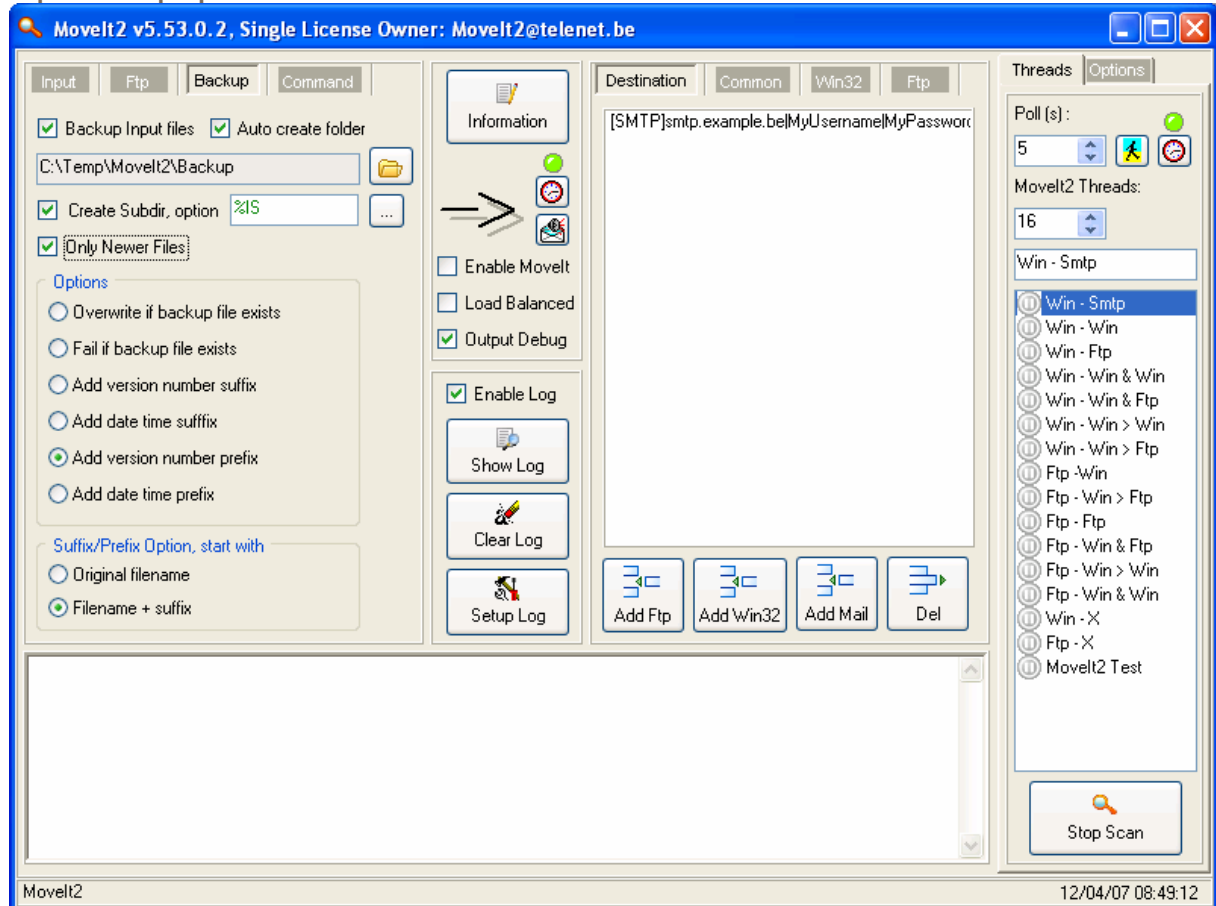 MoveIt2 v5.53.0.2, Single License Owner: MoveIt2@telenet.be
Input Ftp Backup Command
Backup Input files Auto create folder
C:\Temp\MoveIt2\Backup
Create Subdir, option %IS ...
Only Newer Files
Options
Overwrite if backup file exists
Fail if backup file exists
Add version number suffix
Add date time sufffix
Add version number prefix
Add date time prefix
Suffix/Prefix Option, start with
Original filename
Filename + suffix
Information
Enable MoveIt
Load Balanced
Output Debug
Enable Log
Show Log
Clear Log
Setup Log
Destination Common Win32 Ftp
[SMTP]smtp.example.be|MyUsername|MyPassword
Add Ftp Add Win32 Add Mail Del
Threads Options
Poll (s) :
5
MoveIt2 Threads:
16
Win - Smtp
Win - Smtp
Win - Win
Win - Ftp
Win - Win & Win
Win - Win & Ftp
Win - Win > Win
Win - Win > Ftp
Ftp -Win
Ftp - Win > Ftp
Ftp - Ftp
Ftp - Win & Ftp
Ftp - Win > Win
Ftp - Win & Win
Win - X
Ftp - X
MoveIt2 Test
Stop Scan
MoveIt2 12/04/07 08:49:12